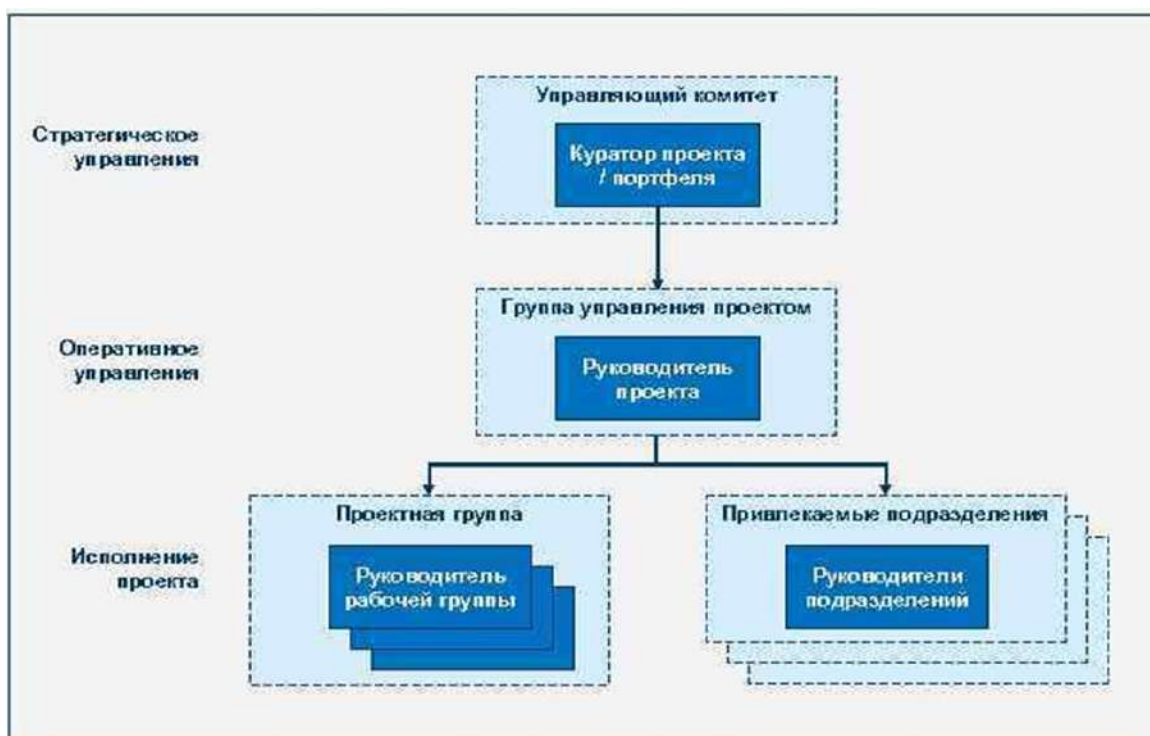 Управляющий комитет
Стратегическое
управления
Куратор проекта
/ портфеля
Группа управления проектом
Оперативное
управления
Руководитель
проекта
Проектная группа
Привлекаемые подразделения
Исполнение
проекта
Руководитель
рабочей группы
Руководители
подразделений